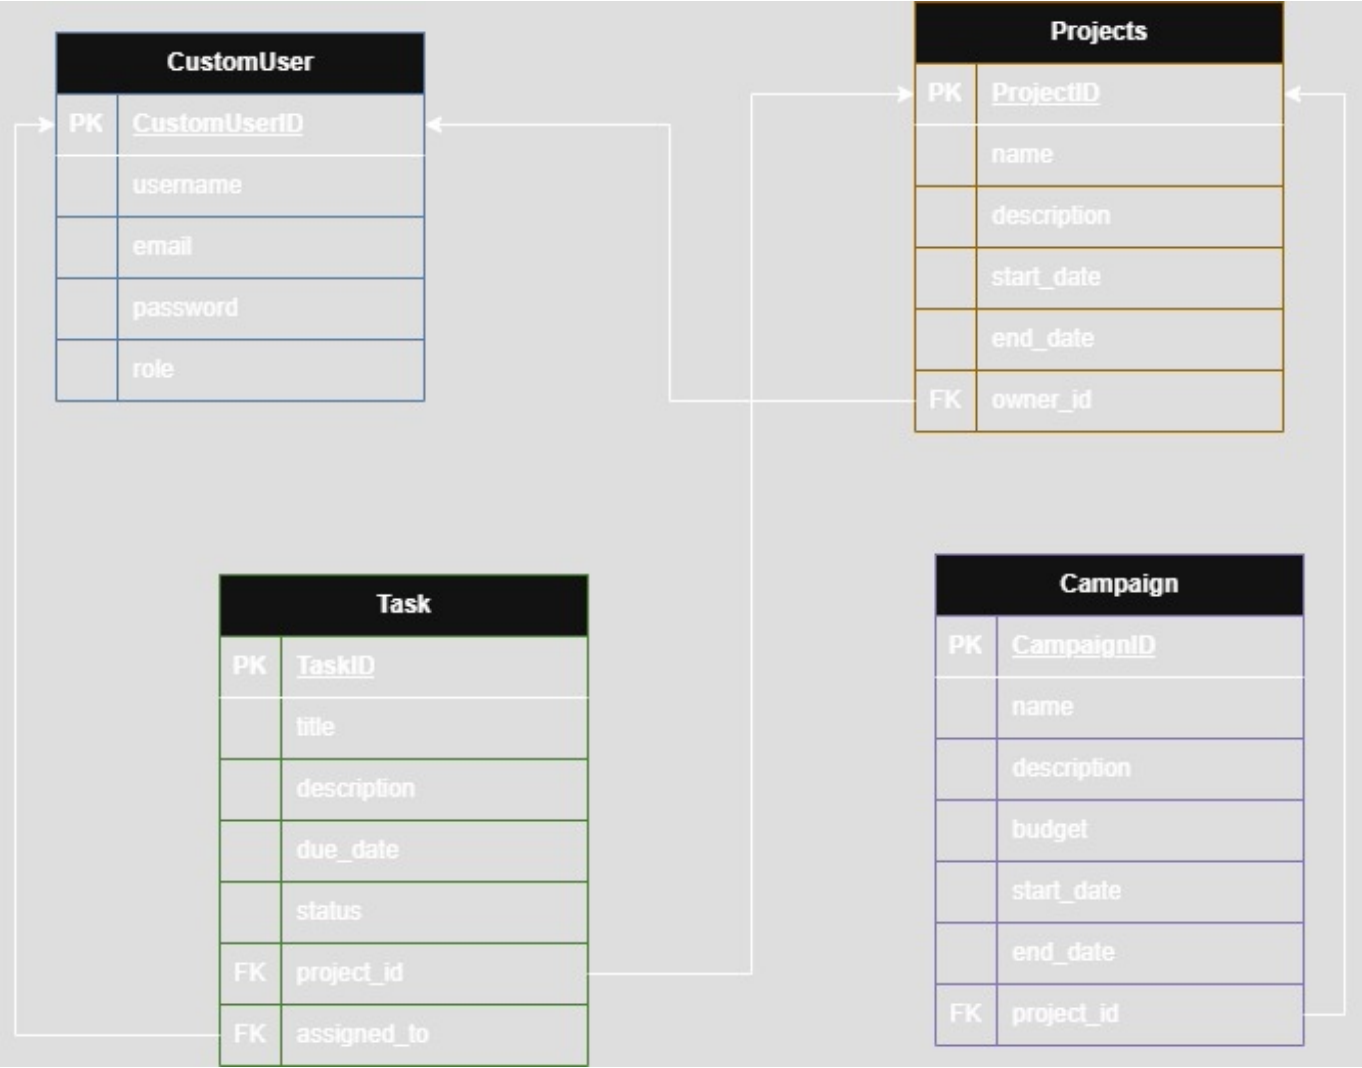 CustomUser
PK CustomUserID
username
email
password
role
Projects
PK ProjectID
name
description
start_date
end_date
FK owner_id
Task
PK TaskID
title
description
due_date
status
FK project_id
FK assigned_to
Campaign
PK CampaignID
name
description
budget
start_date
end_date
FK project_id